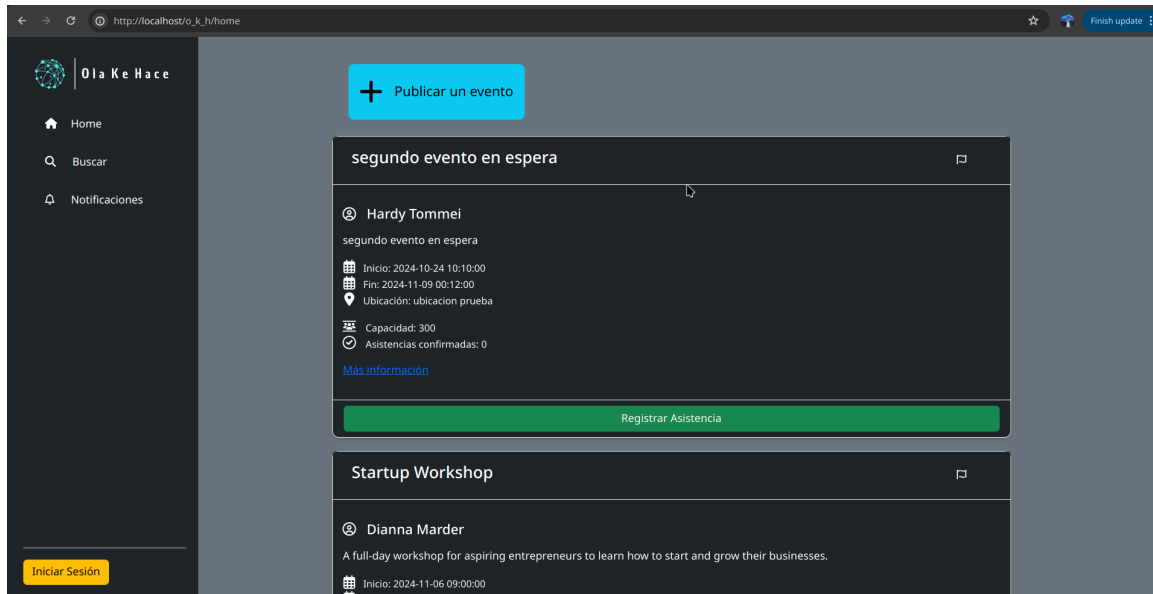 http://localhost/o_k_h/home
Finish update
Ola Ke Hace
Home
Buscar
Notificaciones
Iniciar Sesión
Publicar un evento
segundo evento en espera
Hardy Tommei
segundo evento en espera
Inicio: 2024-10-24 10:10:00
Fin: 2024-11-09 00:12:00
Ubicación: ubicacion prueba
Capacidad: 300
Asistencias confirmadas: 0
Más información
Registrar Asistencia
Startup Workshop
Dianna Marder
A full-day workshop for aspiring entrepreneurs to learn how to start and grow their businesses.
Inicio: 2024-11-06 09:00:00